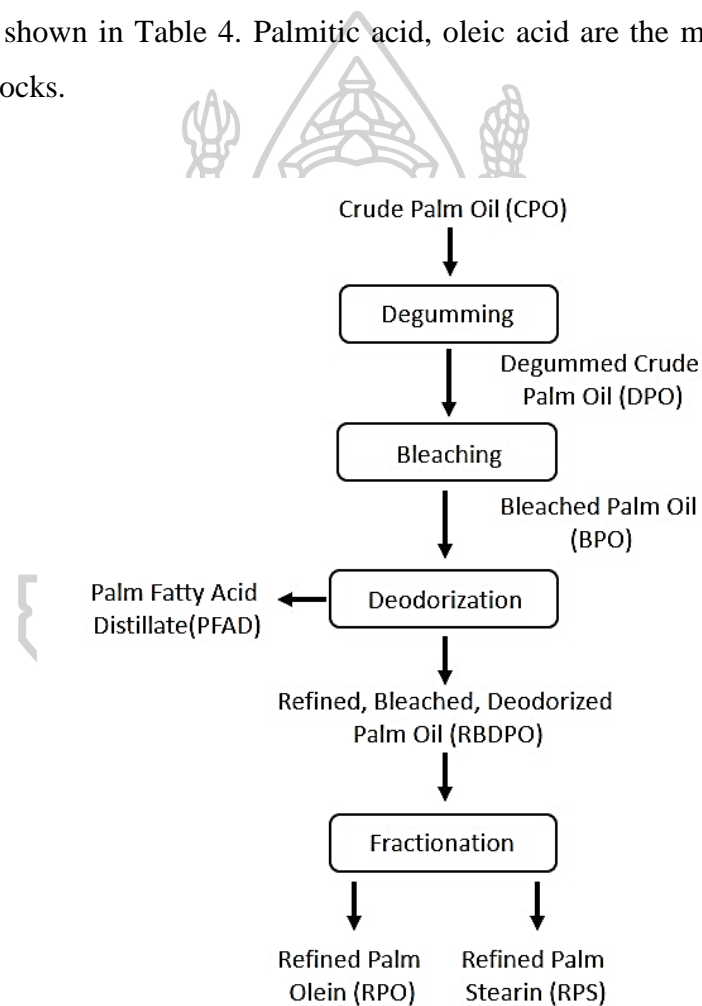 shown in Table 4. Palmitic acid, oleic acid are the m
ocks.
Crude Palm Oil (CPO)
Degumming
Degummed Crude
Palm Oil (DPO)
Bleaching
Bleached Palm Oil
(BPO)
Palm Fatty Acid
Distillate(PFAD)
Deodorization
Refined, Bleached, Deodorized
Palm Oil (RBDPO)
Fractionation
Refined Palm
Olein (RPO)
Refined Palm
Stearin (RPS)